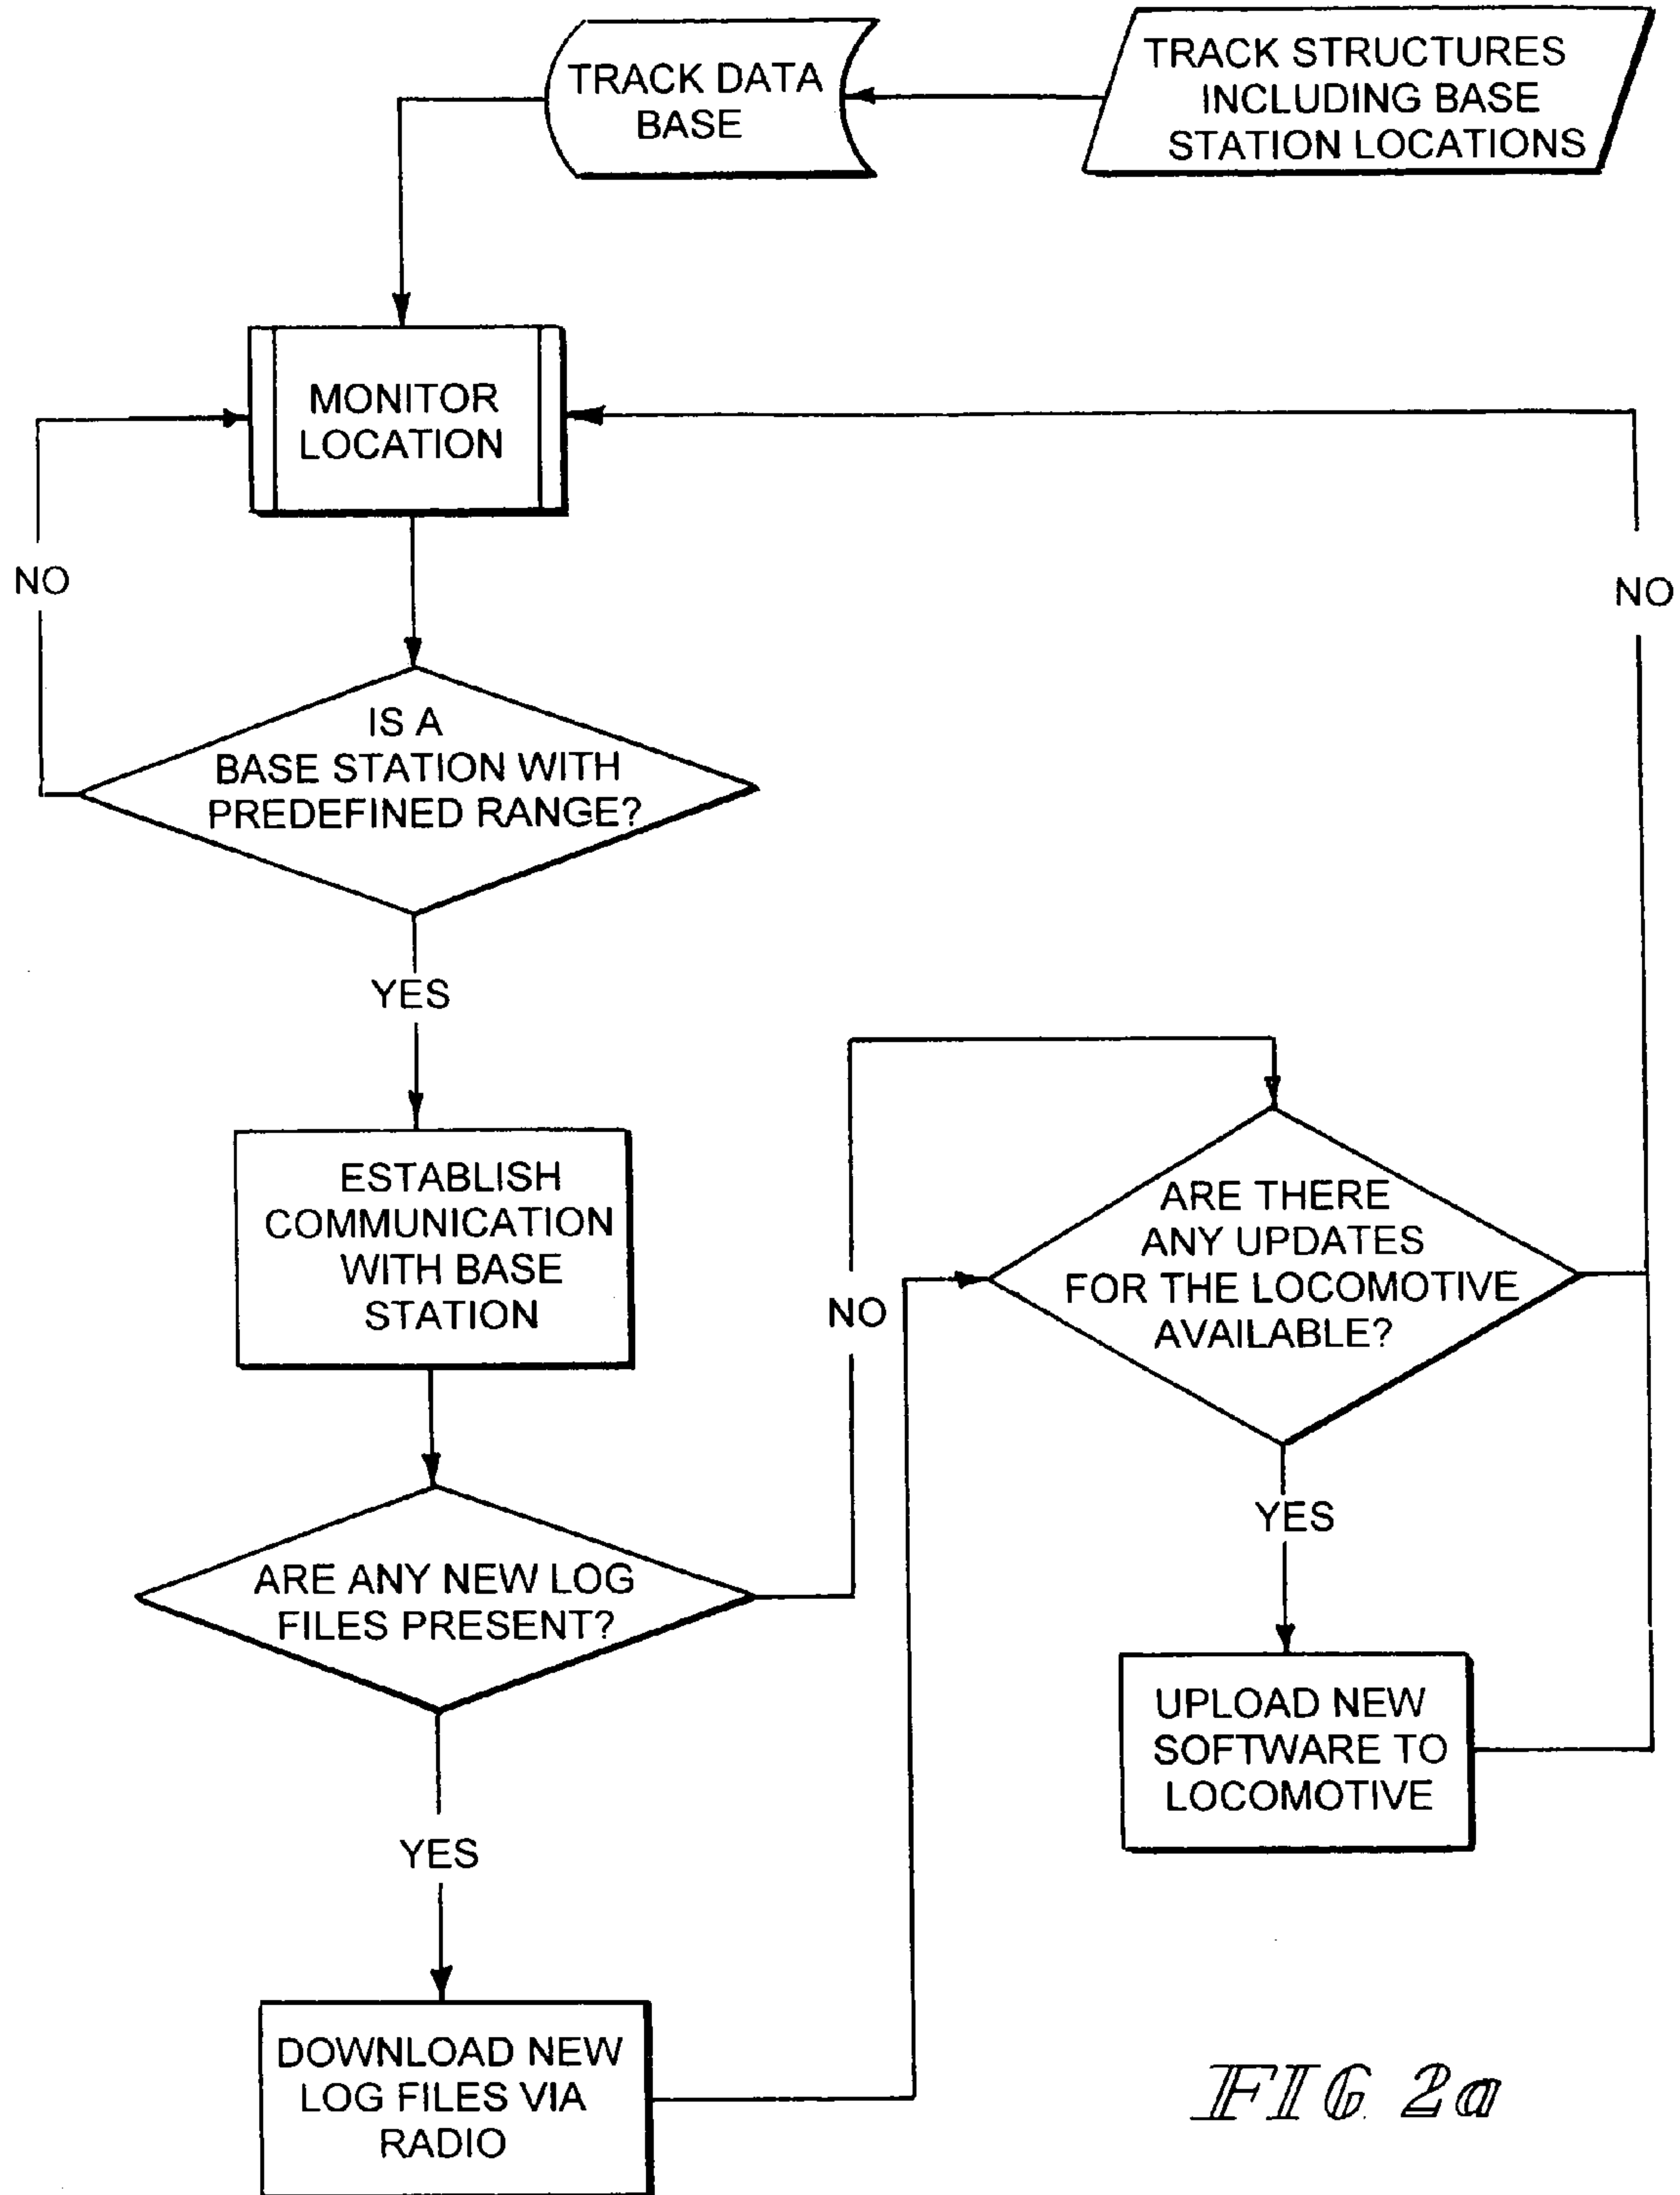 TRACK DATA
BASE
TRACK STRUCTURES
INCLUDING BASE
STATION LOCATIONS
MONITOR
LOCATION
NO
NO
IS A
BASE STATION WITH
PREDEFINED RANGE?
YES
ESTABLISH
COMMUNICATION
WITH BASE
STATION
NO
ARE THERE
ANY UPDATES
FOR THE LOCOMOTIVE
AVAILABLE?
ARE ANY NEW LOG
FILES PRESENT?
YES
UPLOAD NEW
SOFTWARE TO
LOCOMOTIVE
YES
DOWNLOAD NEW
LOG FILES VIA
RADIO
FIG. 2a